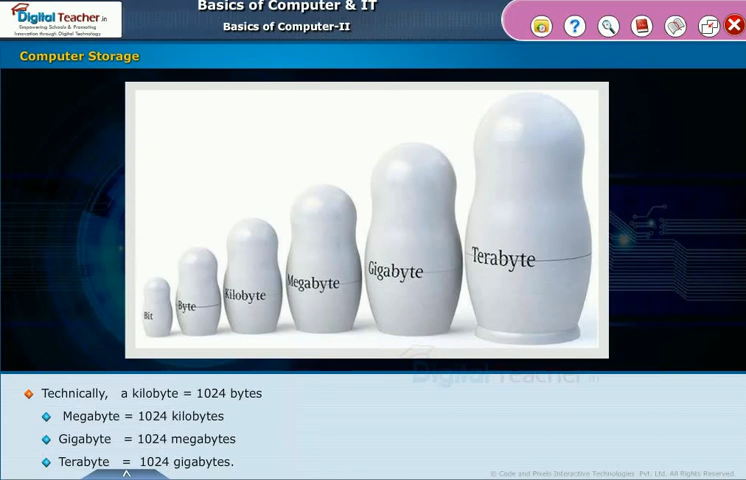 Digital Teacher.in
Empowering Schools & Promoting
Innovation through Digital Technology
Basics of Computer & IT
Basics of Computer-II
Computer Storage
Bit
Byte
Kilobyte
Megabyte
Gigabyte
Terabyte
Digital Teacher.in
Technically, a kilobyte = 1024 bytes
Megabyte = 1024 kilobytes
Gigabyte = 1024 megabytes
Terabyte = 1024 gigabytes.
© Code and Pixels Interactive Technologies Pvt. Ltd. All Rights Reserved.